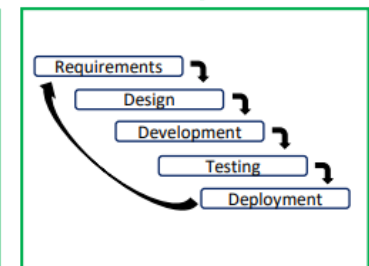 Requirements
Design
Development
Testing
Deployment